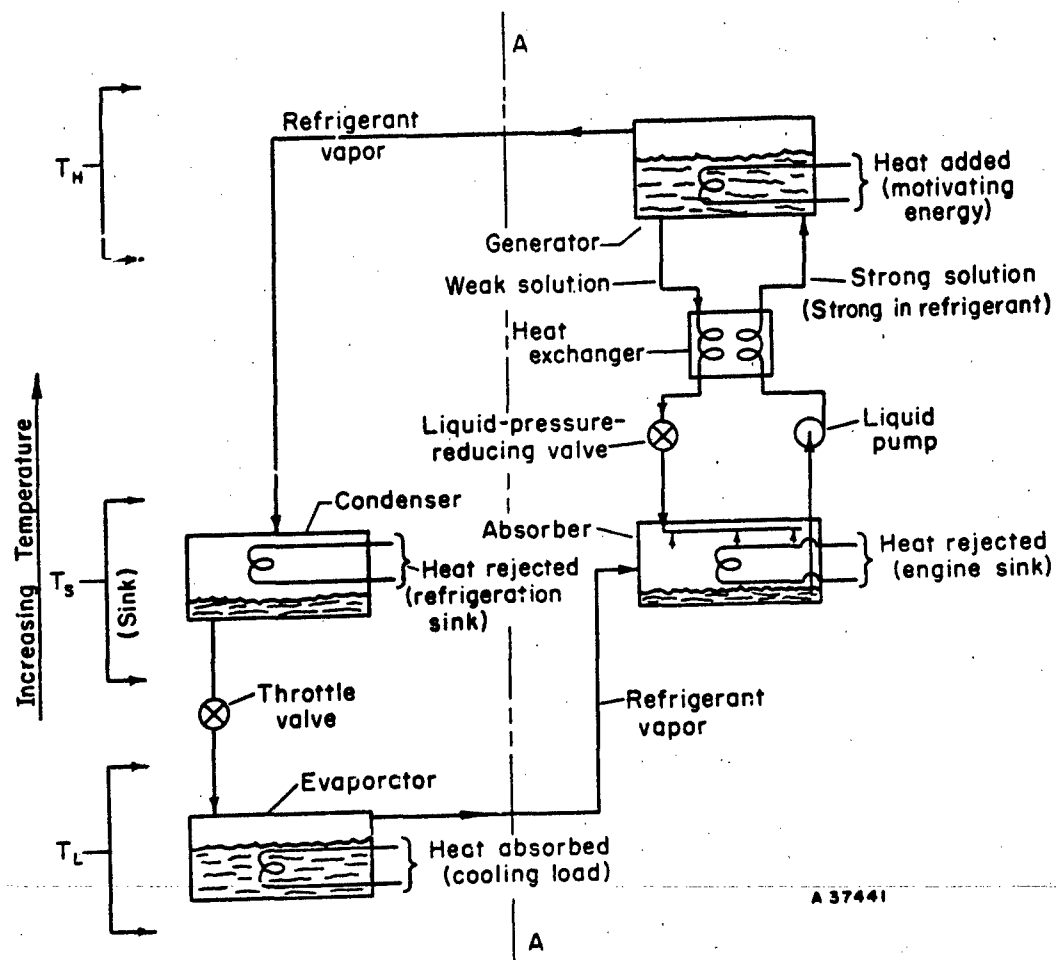 A
Refrigerant
vapor
T_H
Heat added
(motivating
energy)
Generator
Weak solution
Strong solution
(Strong in refrigerant)
Heat
exchanger
Liquid-pressure-
reducing valve
Liquid
pump
Increasing Temperature
Condenser
Absorber
T_S
(Sink)
Heat rejected
(refrigeration
sink)
Heat rejected
(engine sink)
Throttle
valve
Refrigerant
vapor
Evaporctor
T_L
Heat absorbed
(cooling load)
A 37441
A